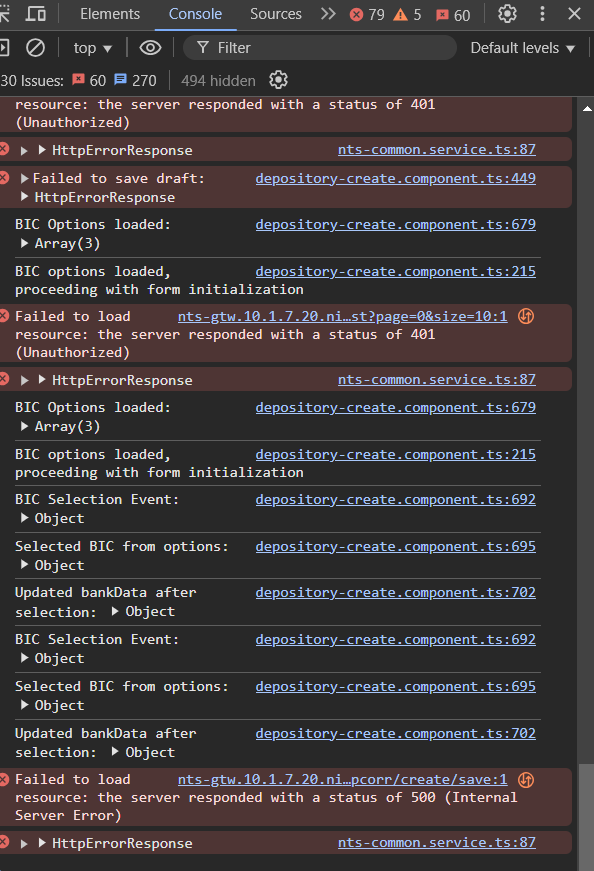 Elements Console Sources 79 5 60
top Filter Default levels
30 Issues: 60 270 494 hidden
resource: the server responded with a status of 401
(Unauthorized)
HttpErrorResponse nts-common.service.ts:87
Failed to save draft: depository-create.component.ts:449
HttpErrorResponse
BIC Options loaded: depository-create.component.ts:679
Array(3)
BIC options loaded, depository-create.component.ts:215
proceeding with form initialization
Failed to load nts-gtw.10.1.7.20.ni…st?page=0&size=10:1
resource: the server responded with a status of 401
(Unauthorized)
HttpErrorResponse nts-common.service.ts:87
BIC Options loaded: depository-create.component.ts:679
Array(3)
BIC options loaded, depository-create.component.ts:215
proceeding with form initialization
BIC Selection Event: depository-create.component.ts:692
Object
Selected BIC from options: depository-create.component.ts:695
Object
Updated bankData after depository-create.component.ts:702
selection: Object
BIC Selection Event: depository-create.component.ts:692
Object
Selected BIC from options: depository-create.component.ts:695
Object
Updated bankData after depository-create.component.ts:702
selection: Object
Failed to load nts-gtw.10.1.7.20.ni…pcorr/create/save:1
resource: the server responded with a status of 500 (Internal
Server Error)
HttpErrorResponse nts-common.service.ts:87